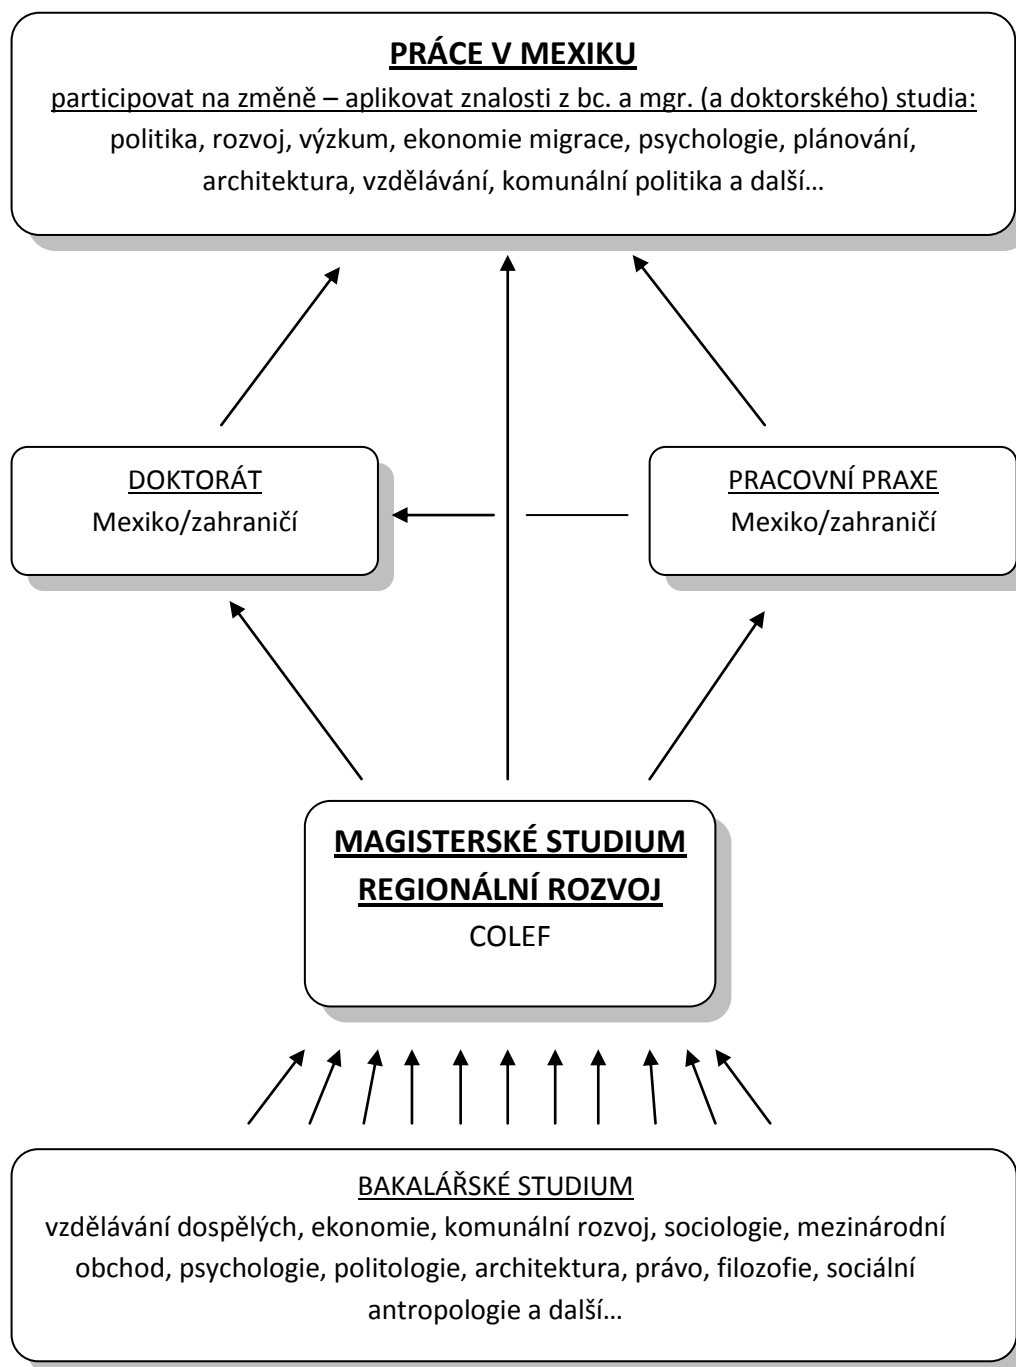 PRÁCE V MEXIKU
participovat na změně – aplikovat znalosti z bc. a mgr. (a doktorského) studia:
politika, rozvoj, výzkum, ekonomie migrace, psychologie, plánování,
architektura, vzdělávání, komunální politika a další…
DOKTORÁT
Mexiko/zahraničí
PRACOVNÍ PRAXE
Mexiko/zahraničí
MAGISTERSKÉ STUDIUM
REGIONÁLNÍ ROZVOJ
COLEF
BAKALÁŘSKÉ STUDIUM
vzdělávání dospělých, ekonomie, komunální rozvoj, sociologie, mezinárodní
obchod, psychologie, politologie, architektura, právo, filozofie, sociální
antropologie a další…